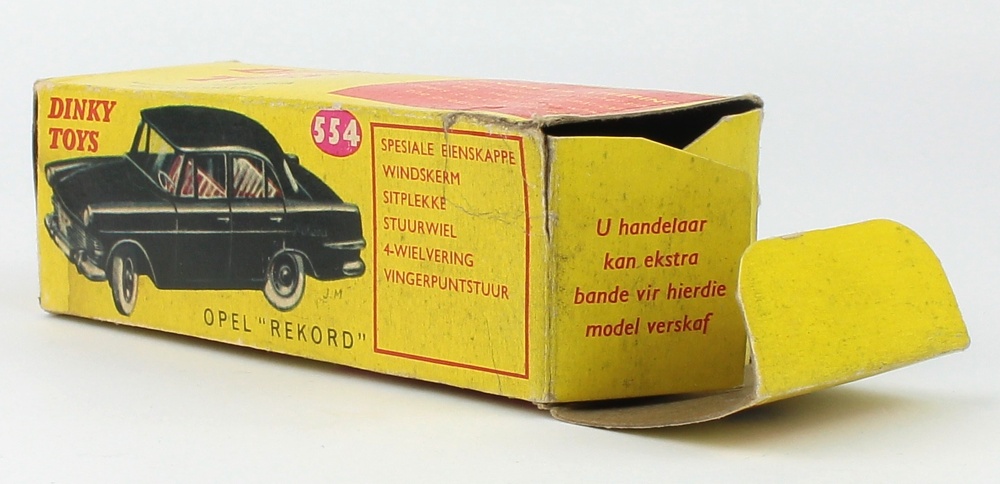 DINKY
TOYS
554
SPESIALE EIENSKAPPE
WINDSKERM
SITPLEKKE
STUURWIEL
4-WIELVERING
VINGERPUNTSTUUR
J.M
OPEL "REKORD"
U handelaar
kan ekstra
bande vir hierdie
model verskaf